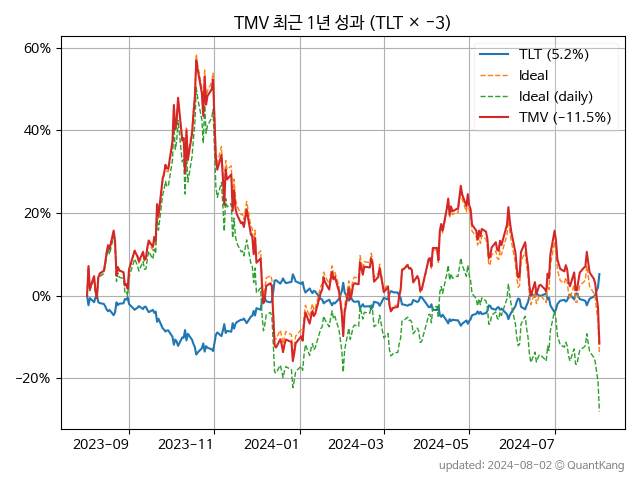 TMV 최근 1년 성과 (TLT × −3)
60%
40%
20%
0%
−20%
TLT (5.2%)
Ideal
Ideal (daily)
TMV (−11.5%)
2023-09
2023-11
2024-01
2024-03
2024-05
2024-07
updated: 2024-08-02 © QuantKang